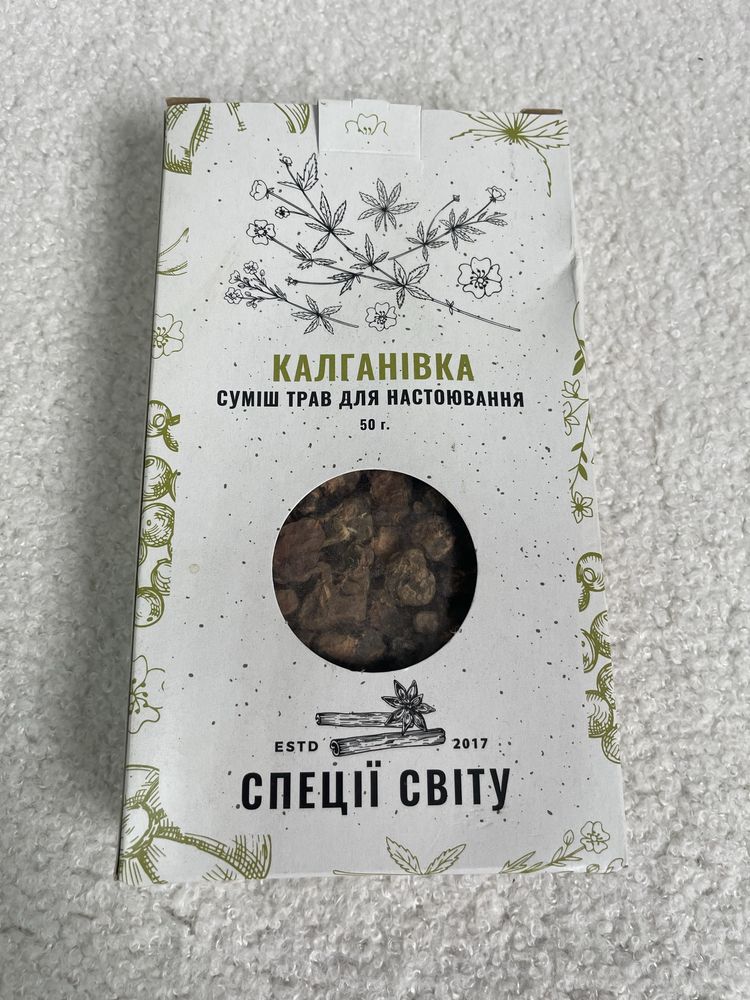 КАЛГАНІВКА
СУМІШ ТРАВ ДЛЯ НАСТОЮВАННЯ
50 г.
ESTD 2017
СПЕЦІЇ СВІТУ